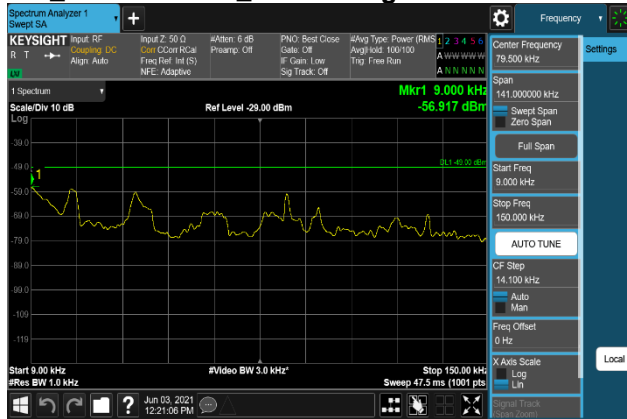 Spectrum Analyzer 1
Swept SA
Frequency
KEYSIGHT
R T
LXI
Input: RF
Coupling: DC
Align: Auto
Input Z: 50 Ω
Corr CCorr RCal
Freq Ref: Int (S)
NFE: Adaptive
#Atten: 6 dB
Preamp: Off
PNO: Best Close
Gate: Off
IF Gain: Low
Sig Track: Off
#Avg Type: Power (RMS
Avg|Hold: 100/100
Trig: Free Run
1 2 3 4 5 6
A W W W W W
A N N N N N
1 Spectrum
Scale/Div 10 dB
Log
Ref Level -29.00 dBm
Mkr1 9.000 kHz
-56.917 dBm
-39.0
-49.0
-59.0
-69.0
-79.0
-89.0
-99.0
-109
-119
1
DL1 -49.00 dBm
Start 9.00 kHz
#Res BW 1.0 kHz
#Video BW 3.0 kHz*
Stop 150.00 kHz
Sweep 47.5 ms (1001 pts
?
Jun 03, 2021
12:21:06 PM
Center Frequency
79.500 kHz
Span
141.000000 kHz
Swept Span
Zero Span
Full Span
Start Freq
9.000 kHz
Stop Freq
150.000 kHz
AUTO TUNE
CF Step
14.100 kHz
Auto
Man
Freq Offset
0 Hz
X Axis Scale
Log
Lin
Signal Track
(Span Zoom)
Settings
Local